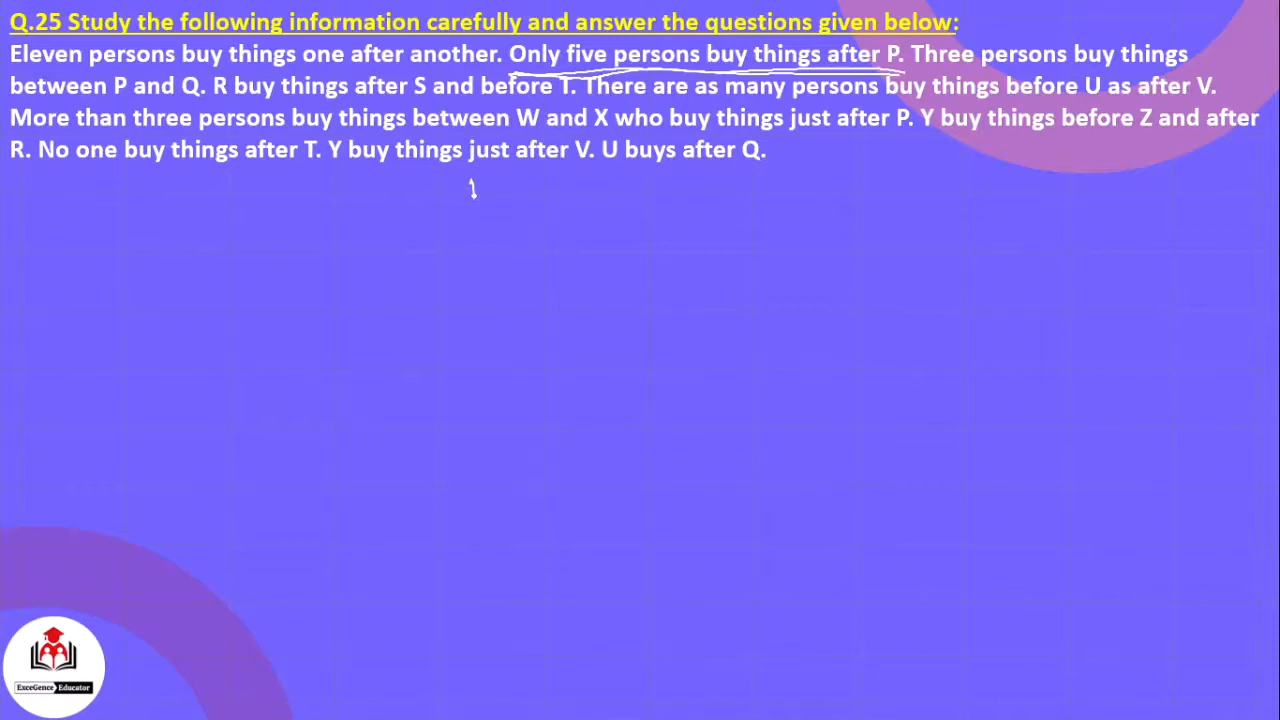 Q.25 Study the following information carefully and answer the questions given below:
Eleven persons buy things one after another. Only five persons buy things after P. Three persons buy things
between P and Q. R buy things after S and before T. There are as many persons buy things before U as after V.
More than three persons buy things between W and X who buy things just after P. Y buy things before Z and after
R. No one buy things after T. Y buy things just after V. U buys after Q.
1
ExceGence Educator